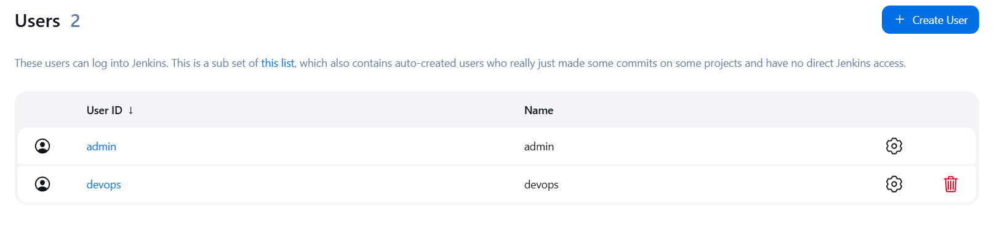 Users 2
+ Create User
These users can log into Jenkins. This is a sub set of this list, which also contains auto-created users who really just made some commits on some projects and have no direct Jenkins access.
User ID ↓ Name
admin admin
devops devops